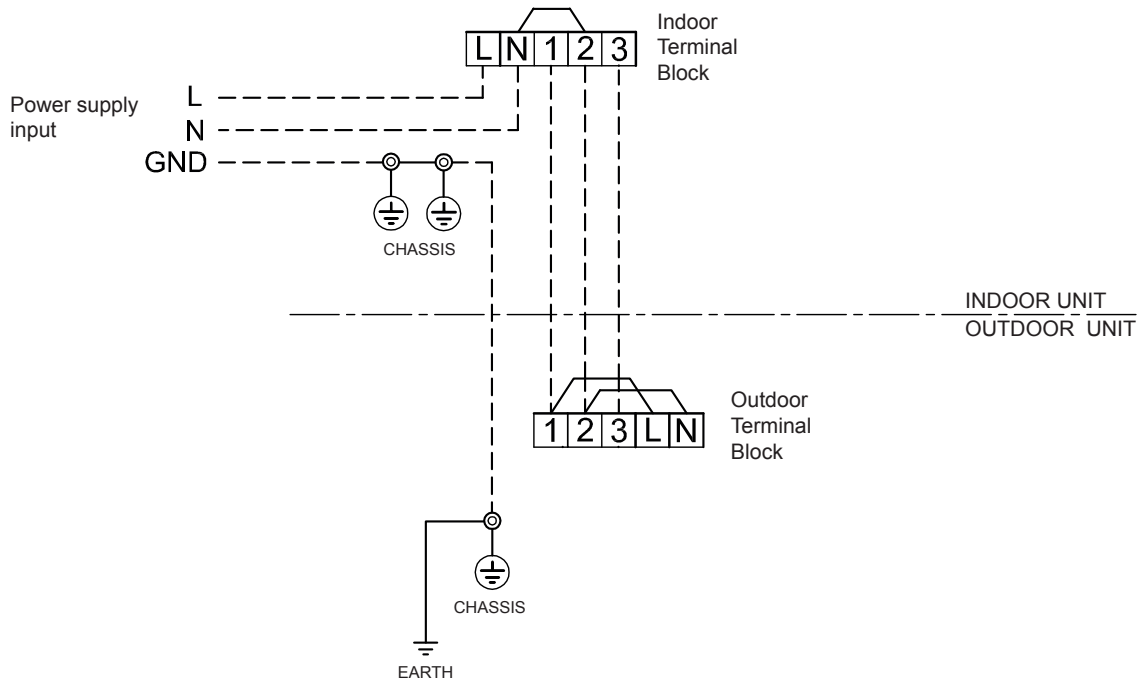 Indoor
Terminal
Block
L N 1 2 3
Power supply
input
L
N
GND
CHASSIS
INDOOR UNIT
OUTDOOR UNIT
Outdoor
Terminal
Block
1 2 3 L N
CHASSIS
EARTH